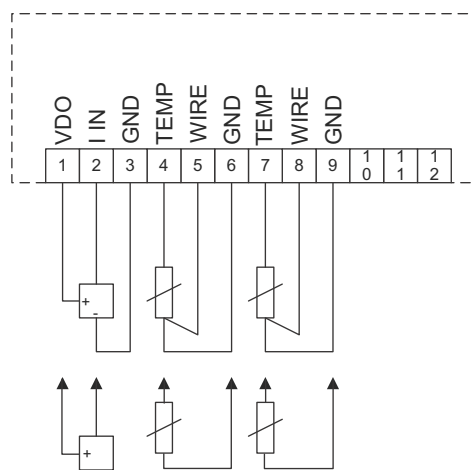 VDO I IN GND TEMP WIRE GND TEMP WIRE GND
1 2 3 4 5 6 7 8 9 10 11 12
+
-
+